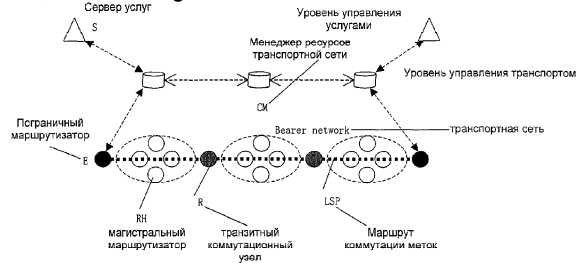 Сервер услуг
S
Уровень управления
услугами
Менеджер ресурсов
транспортной сети
Уровень управления транспортом
CM
Пограничный
маршрутизатор
Bearer network
транспортная сеть
E
RH
R
LSP
магистральный
маршрутизатор
транзитный
коммутационный
узел
Маршрут
коммутации меток